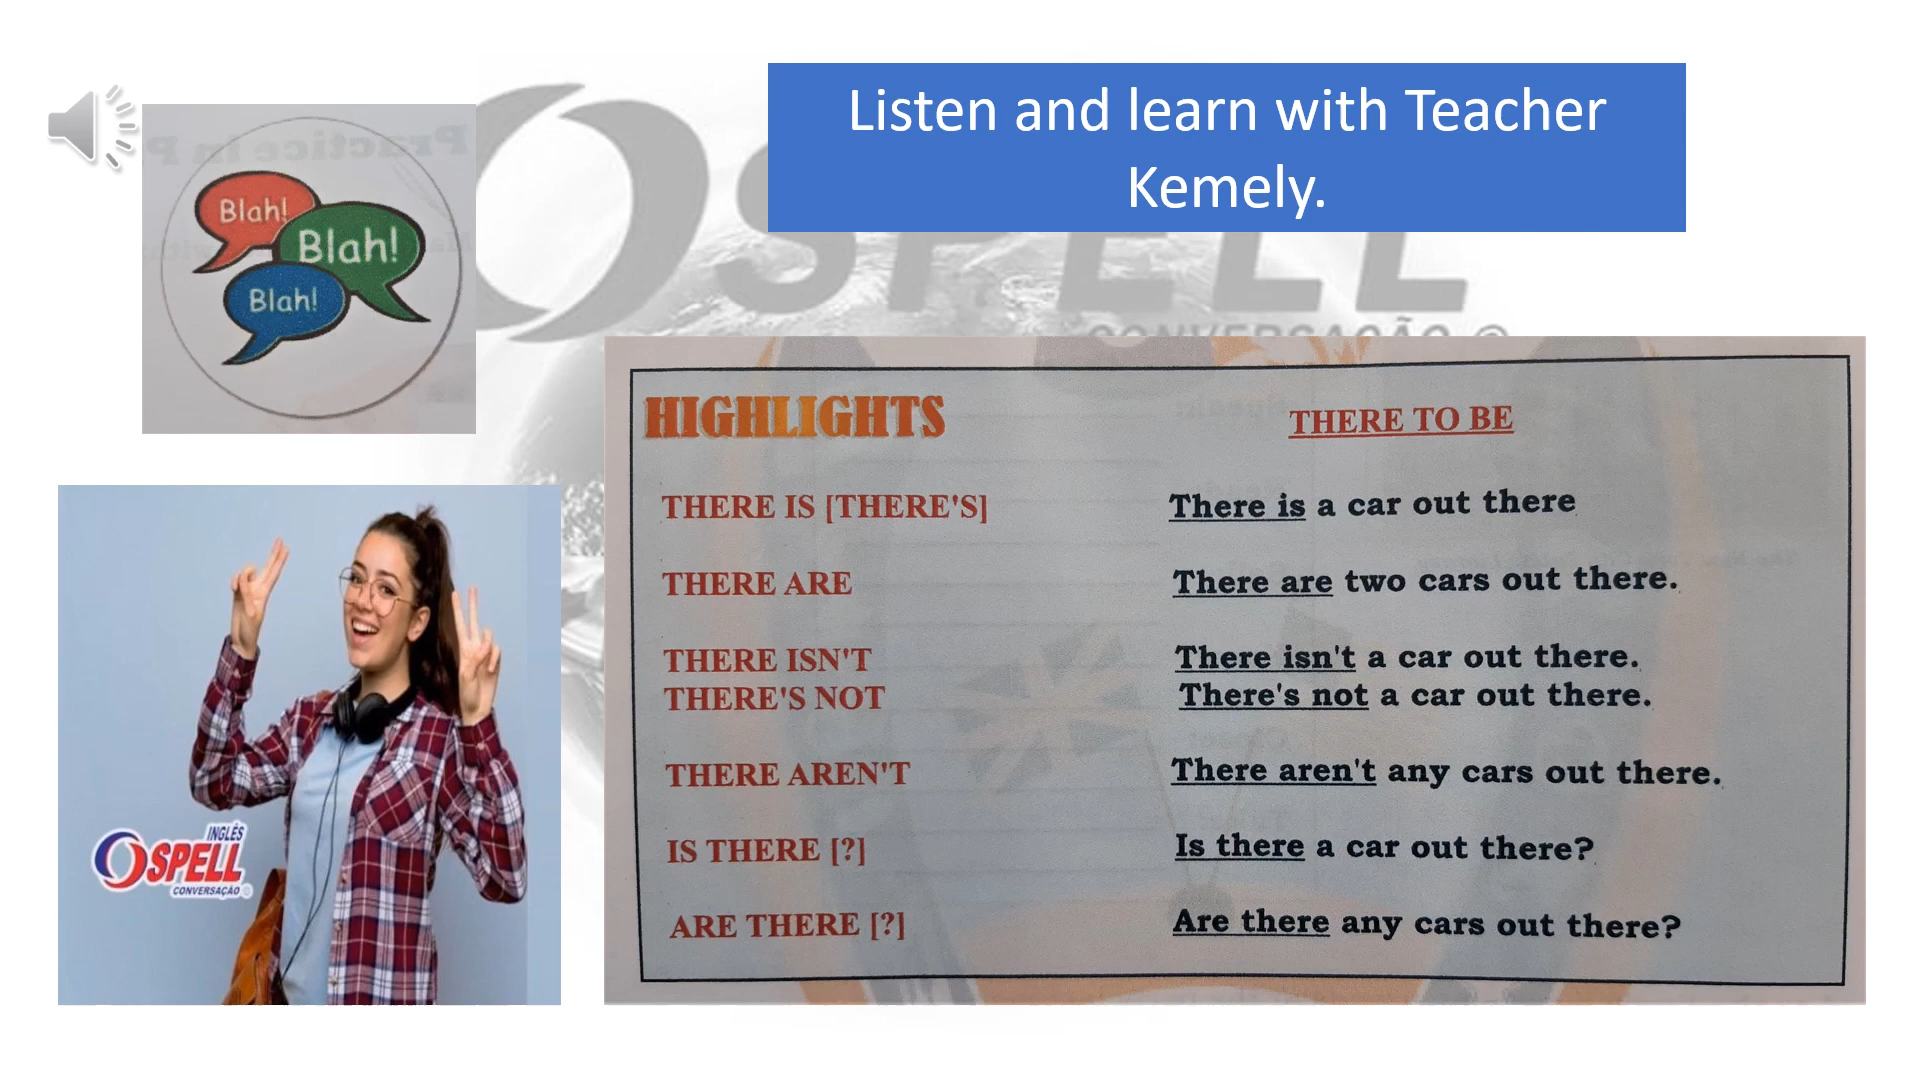 Listen and learn with Teacher
Kemely.
Blah!
Blah!
Blah!
SPELL
CONVERSAÇÃO ®
HIGHLIGHTS
THERE TO BE
THERE IS [THERE'S]
There is a car out there
THERE ARE
There are two cars out there.
THERE ISN'T
There isn't a car out there.
THERE'S NOT
There's not a car out there.
THERE AREN'T
There aren't any cars out there.
IS THERE [?]
Is there a car out there?
ARE THERE [?]
Are there any cars out there?
INGLÊS
SPELL
CONVERSAÇÃO ®